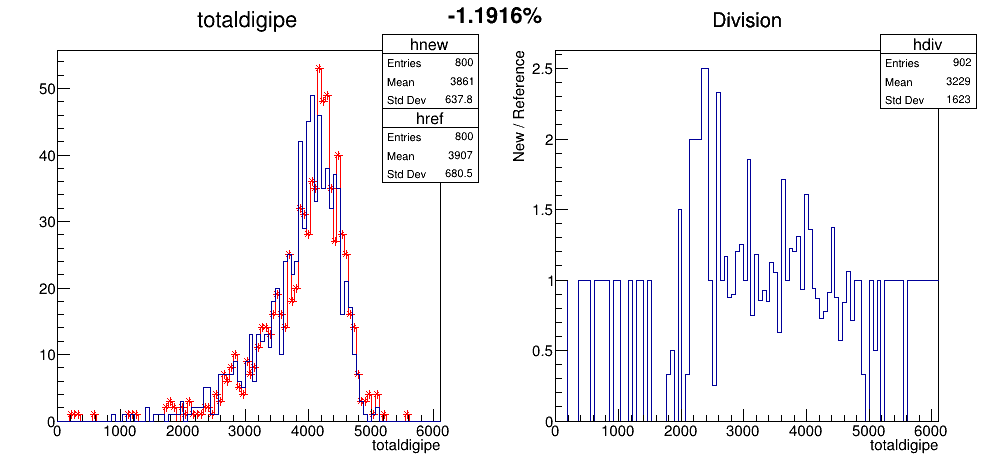 -1.1916%
totaldigipe
hnew
Entries 800
Mean 3861
Std Dev 637.8
href
Entries 800
Mean 3907
Std Dev 680.5
50
40
30
20
10
0
0 1000 2000 3000 4000 5000 6000
totaldigipe
Division
hdiv
Entries 902
Mean 3229
Std Dev 1623
New / Reference
2.5
2
1.5
1
0.5
0
0 1000 2000 3000 4000 5000 6000
totaldigipe